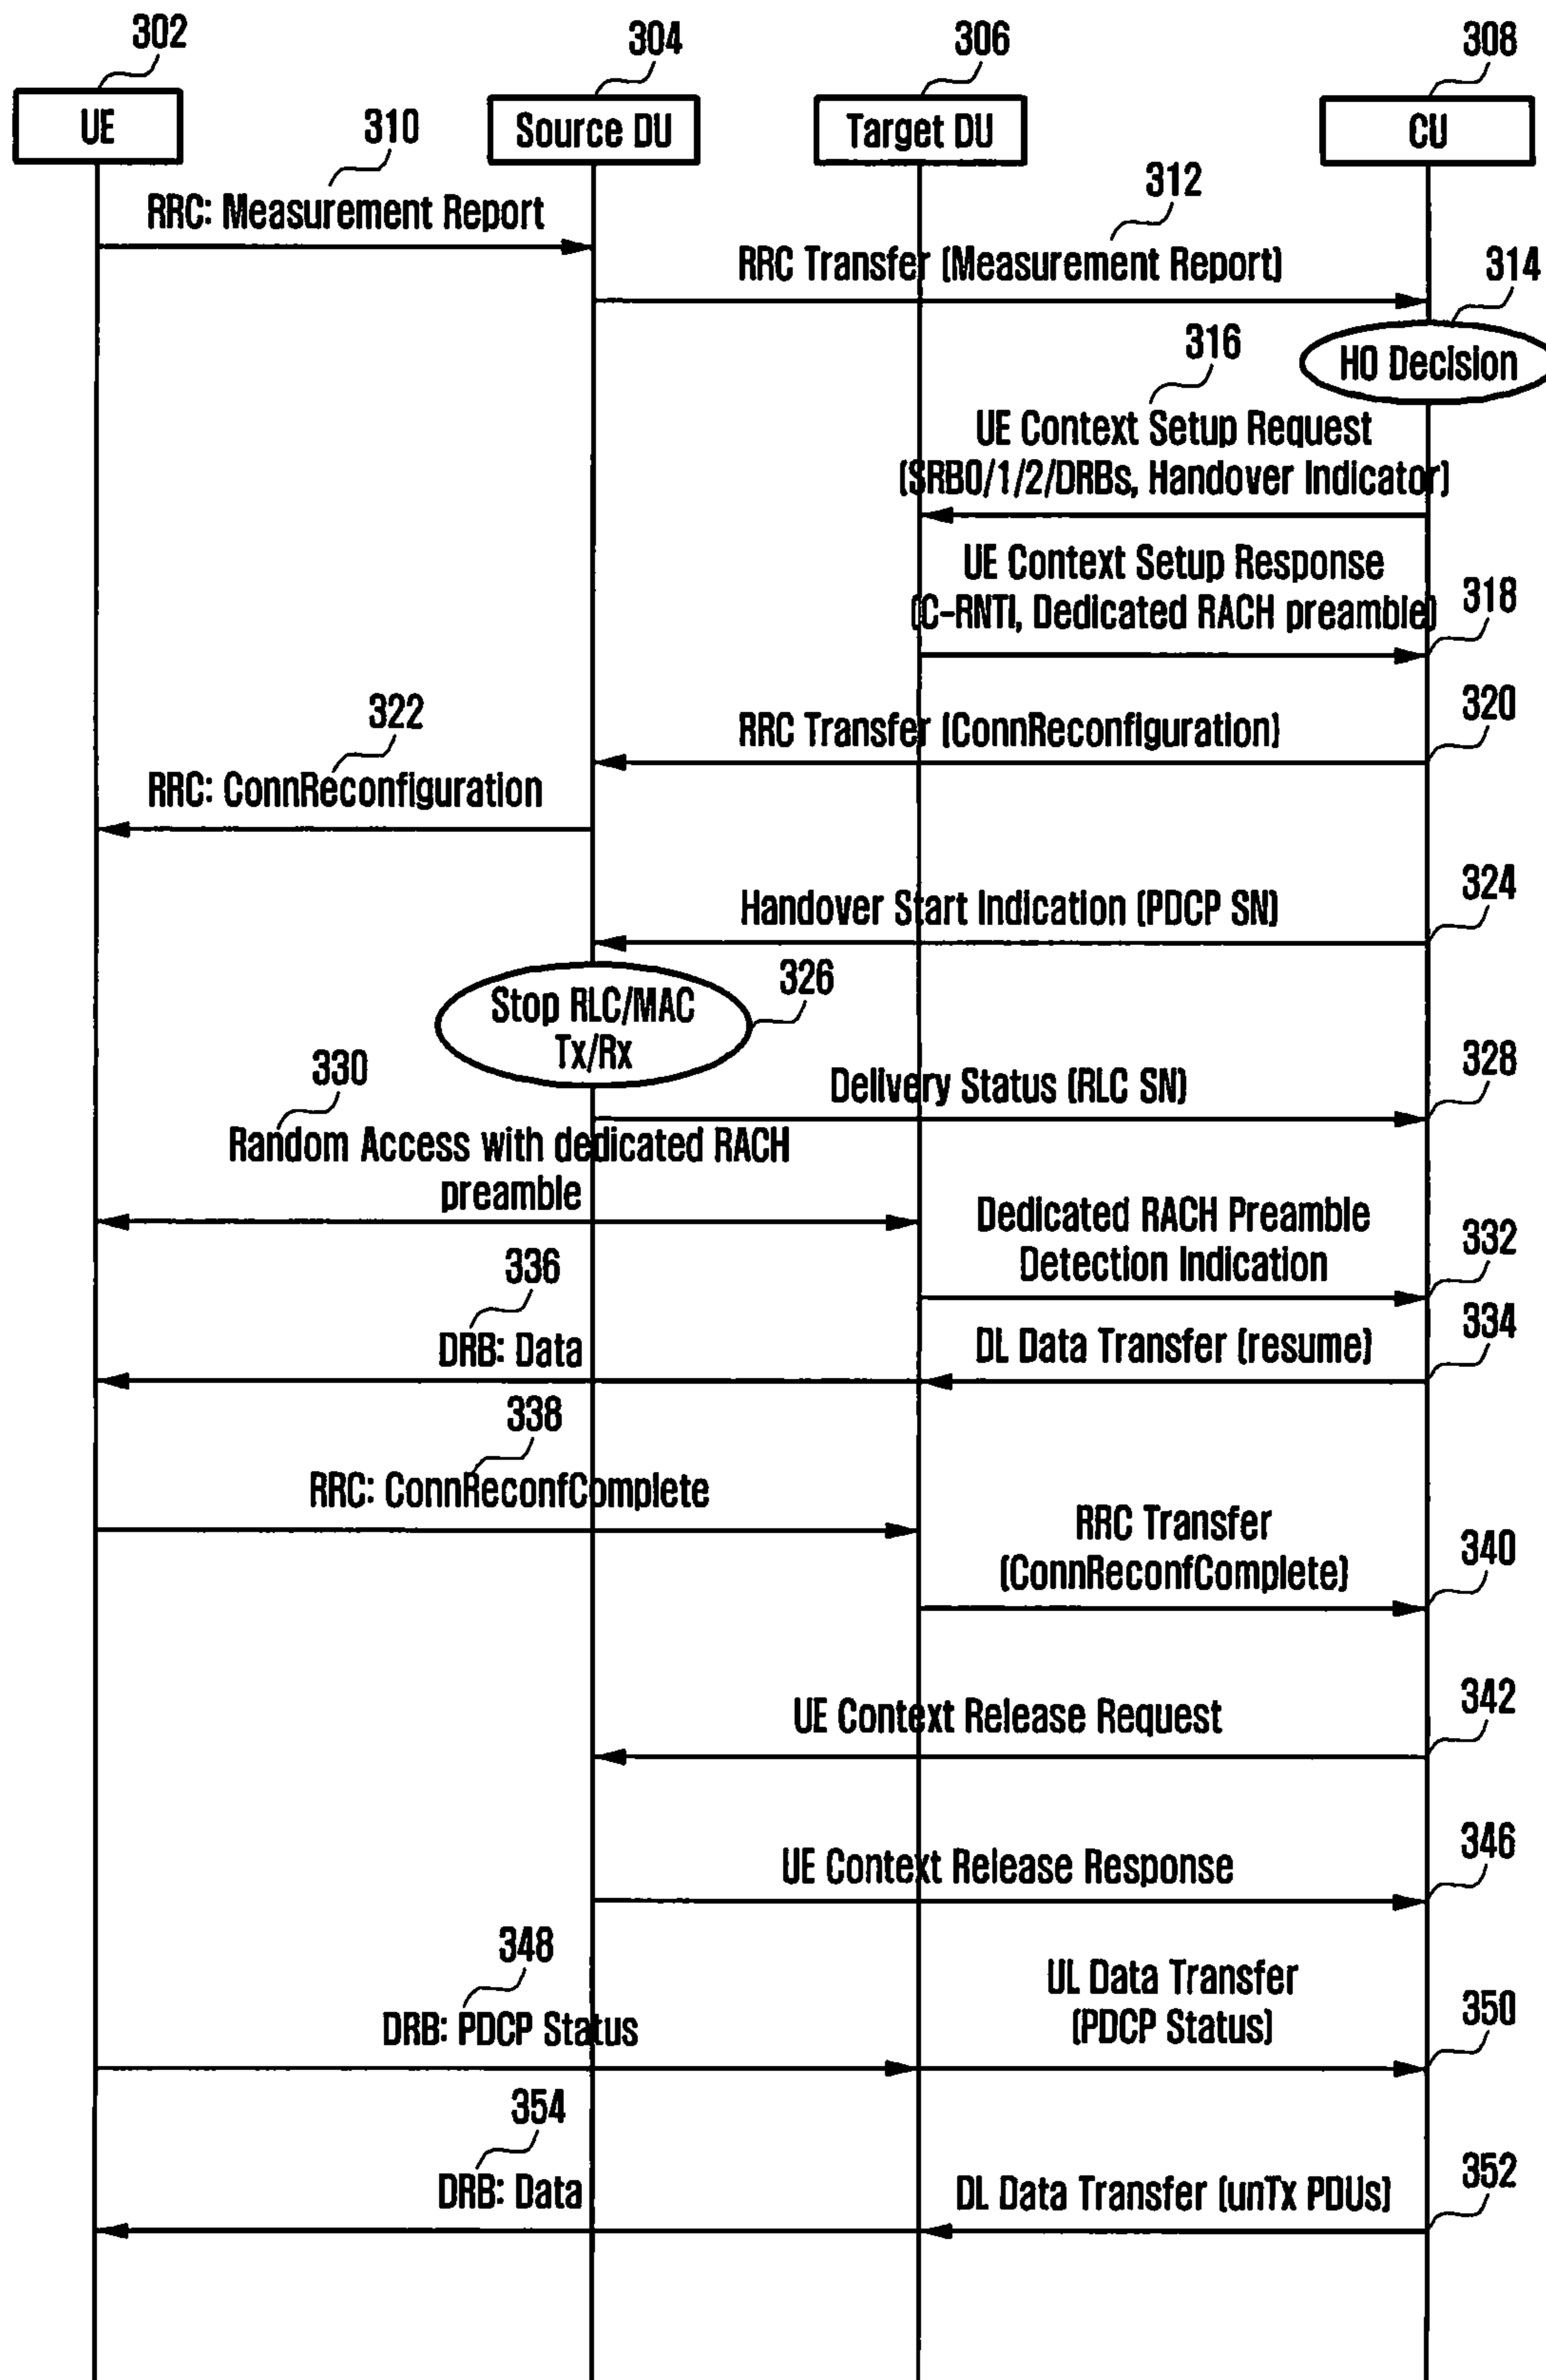 302
304
306
308
UE
Source DU
Target DU
CU
310
RRC: Measurement Report
312
RRC Transfer (Measurement Report)
314
HO Decision
316
UE Context Setup Request
(SRB0/1/2/DRBs, Handover Indicator)
UE Context Setup Response
(C-RNTI, Dedicated RACH preamble)
318
320
RRC Transfer (ConnReconfiguration)
322
RRC: ConnReconfiguration
324
Handover Start Indication (PDCP SN)
Stop RLC/MAC
Tx/Rx
326
328
Delivery Status (RLC SN)
330
Random Access with dedicated RACH
preamble
Dedicated RACH Preamble
Detection Indication
332
334
DL Data Transfer (resume)
336
DRB: Data
338
RRC: ConnReconfComplete
RRC Transfer
(ConnReconfComplete)
340
342
UE Context Release Request
346
UE Context Release Response
348
DRB: PDCP Status
UL Data Transfer
(PDCP Status)
350
354
DRB: Data
352
DL Data Transfer (unTx PDUs)